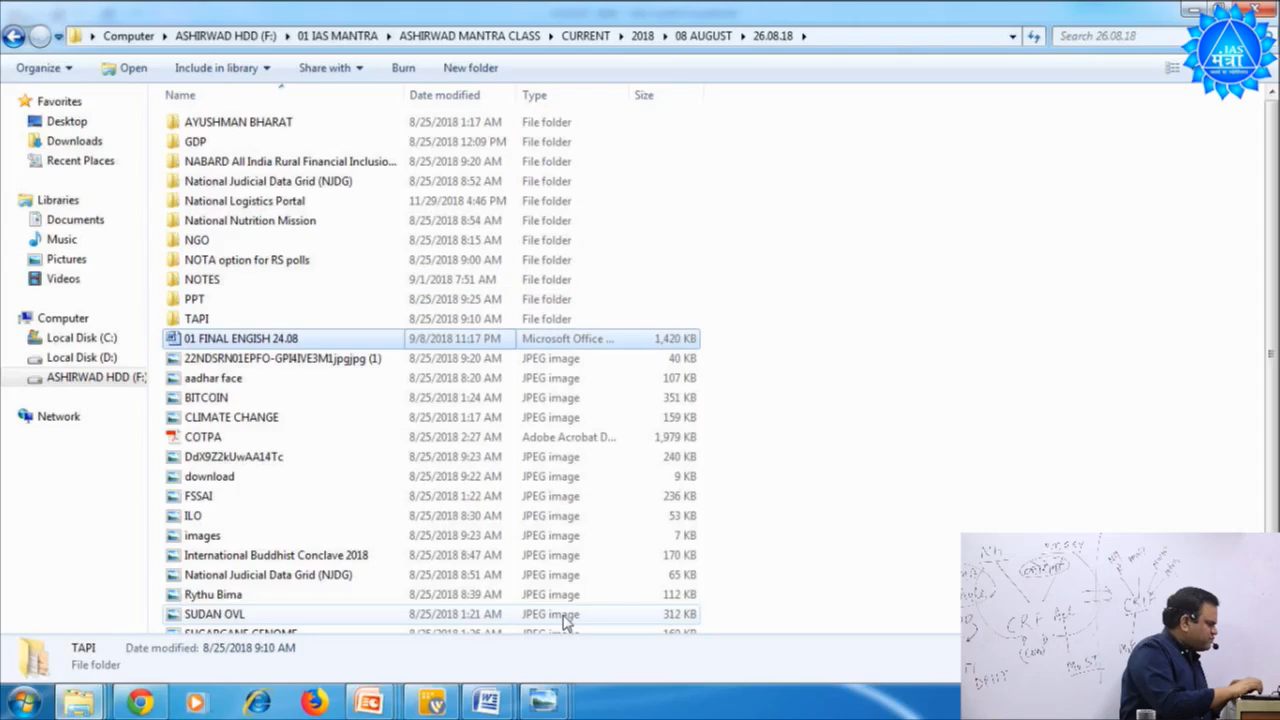 Computer ASHIRWAD HDD (F:) 01 IAS MANTRA ASHIRWAD MANTRA CLASS CURRENT 2018 08 AUGUST 26.08.18
Search 26.08.18
IAS
मंत्रा
Organize Open Include in library Share with Burn New folder
Name Date modified Type Size
Favorites
Desktop
Downloads
Recent Places
Libraries
Documents
Music
Pictures
Videos
Computer
Local Disk (C:)
Local Disk (D:)
ASHIRWAD HDD (F:)
Network
AYUSHMAN BHARAT 8/25/2018 1:17 AM File folder
GDP 8/25/2018 12:09 PM File folder
NABARD All India Rural Financial Inclusio... 8/25/2018 9:20 AM File folder
National Judicial Data Grid (NJDG) 8/25/2018 8:52 AM File folder
National Logistics Portal 11/29/2018 4:46 PM File folder
National Nutrition Mission 8/25/2018 8:54 AM File folder
NGO 8/25/2018 8:15 AM File folder
NOTA option for RS polls 8/25/2018 9:00 AM File folder
NOTES 9/1/2018 7:51 AM File folder
PPT 8/25/2018 9:25 AM File folder
TAPI 8/25/2018 9:10 AM File folder
01 FINAL ENGISH 24.08 9/8/2018 11:17 PM Microsoft Office ... 1,420 KB
22NDSRN01EPFO-GPI4IVE3M1jpgjpg (1) 8/25/2018 9:20 AM JPEG image 40 KB
aadhar face 8/25/2018 8:20 AM JPEG image 107 KB
BITCOIN 8/25/2018 1:24 AM JPEG image 351 KB
CLIMATE CHANGE 8/25/2018 1:17 AM JPEG image 159 KB
COTPA 8/25/2018 2:27 AM Adobe Acrobat D... 1,979 KB
DdX9Z2kUwAA14Tc 8/25/2018 9:23 AM JPEG image 240 KB
download 8/25/2018 9:22 AM JPEG image 9 KB
FSSAI 8/25/2018 1:22 AM JPEG image 236 KB
ILO 8/25/2018 8:30 AM JPEG image 53 KB
images 8/25/2018 9:23 AM JPEG image 7 KB
International Buddhist Conclave 2018 8/25/2018 8:47 AM JPEG image 170 KB
National Judicial Data Grid (NJDG) 8/25/2018 8:51 AM JPEG image 65 KB
Rythu Bima 8/25/2018 8:39 AM JPEG image 112 KB
SUDAN OVL 8/25/2018 1:21 AM JPEG image 312 KB
TAPI Date modified: 8/25/2018 9:10 AM
File folder